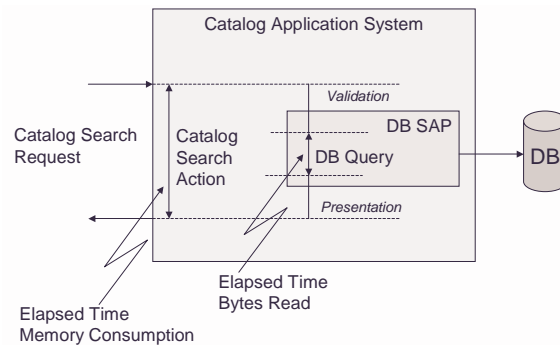 Catalog Application System
Validation
DB SAP
Catalog Search
Request
Catalog
Search
Action
DB Query
DB
Presentation
Elapsed Time
Bytes Read
Elapsed Time
Memory Consumption